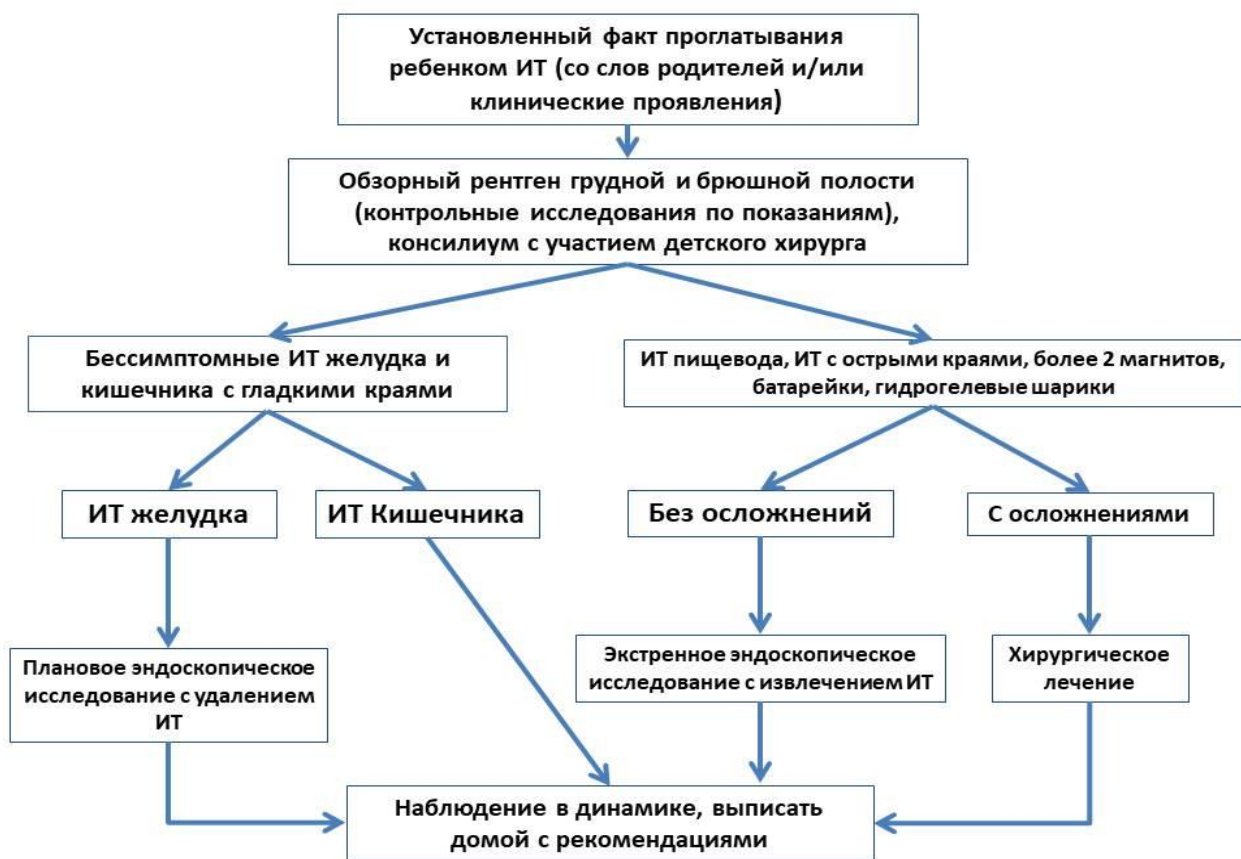 Установленный факт проглатывания
ребенком ИТ (со слов родителей и/или
клинические проявления)
Обзорный рентген грудной и брюшной полости
(контрольные исследования по показаниям),
консилиум с участием детского хирурга
Бессимптомные ИТ желудка и
кишечника с гладкими краями
ИТ пищевода, ИТ с острыми краями, более 2 магнитов,
батарейки, гидрогелевые шарики
ИТ желудка
ИТ Кишечника
Без осложнений
С осложнениями
Плановое эндоскопическое
исследование с удалением
ИТ
Экстренное эндоскопическое
исследование с извлечением ИТ
Хирургическое
лечение
Наблюдение в динамике, выписать
домой с рекомендациями